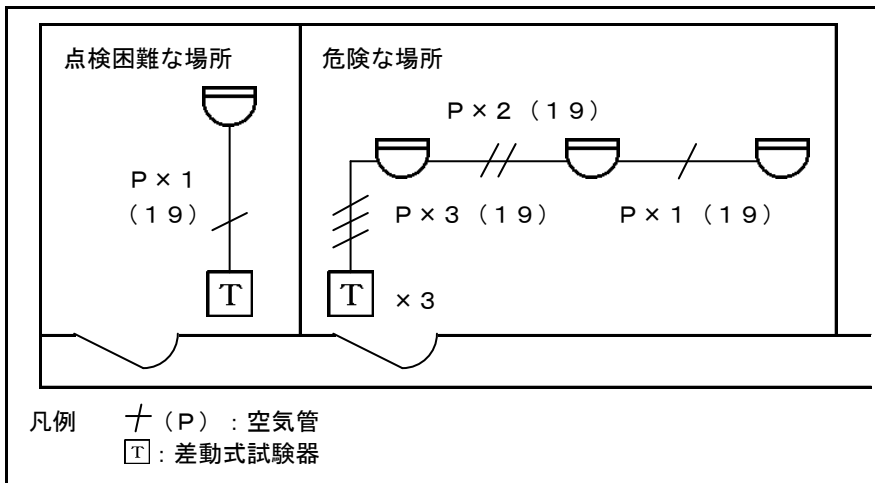 点検困難な場所
危険な場所
P×2(19)
P×1
(19)
P×3(19)
P×1(19)
T
T ×3
凡例 (P):空気管
T:差動式試験器